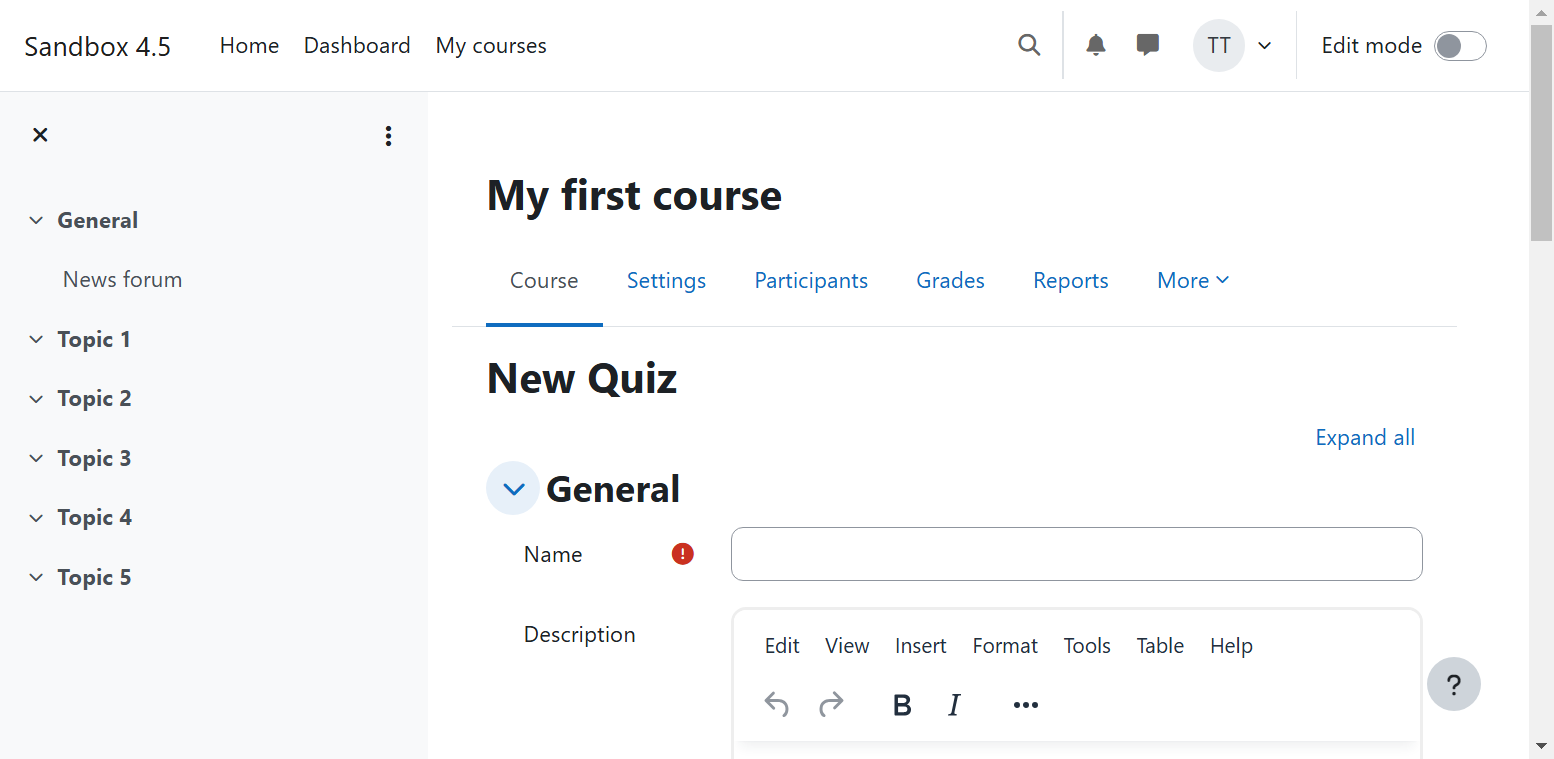 Sandbox 4.5 Home Dashboard My courses TT Edit mode
General
News forum
Topic 1
Topic 2
Topic 3
Topic 4
Topic 5
My first course
Course Settings Participants Grades Reports More
New Quiz
Expand all
General
Name
Description
Edit View Insert Format Tools Table Help
B I
?